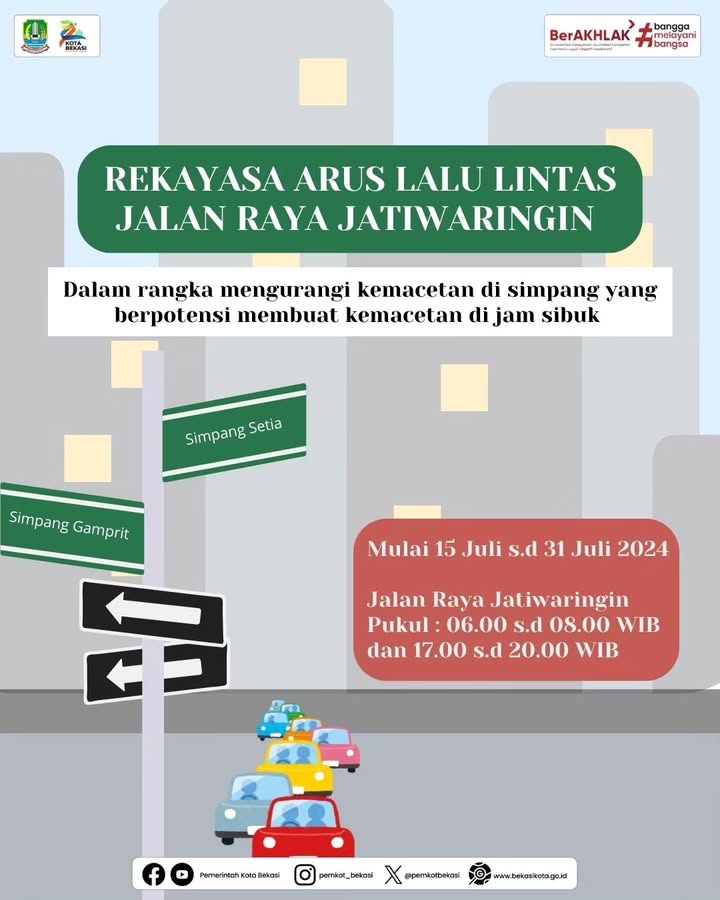 KOTA
BEKASI
BerAKHLAK
#bangga
melayani
bangsa
REKAYASA ARUS LALU LINTAS
JALAN RAYA JATIWARINGIN
Dalam rangka mengurangi kemacetan di simpang yang
berpotensi membuat kemacetan di jam sibuk
Simpang Setia
Simpang Gamprit
Mulai 15 Juli s.d 31 Juli 2024
Jalan Raya Jatiwaringin
Pukul : 06.00 s.d 08.00 WIB
dan 17.00 s.d 20.00 WIB
Pemerintah Kota Bekasi
pemkot_bekasi
@pemkotbekasi
www.bekasikota.go.id